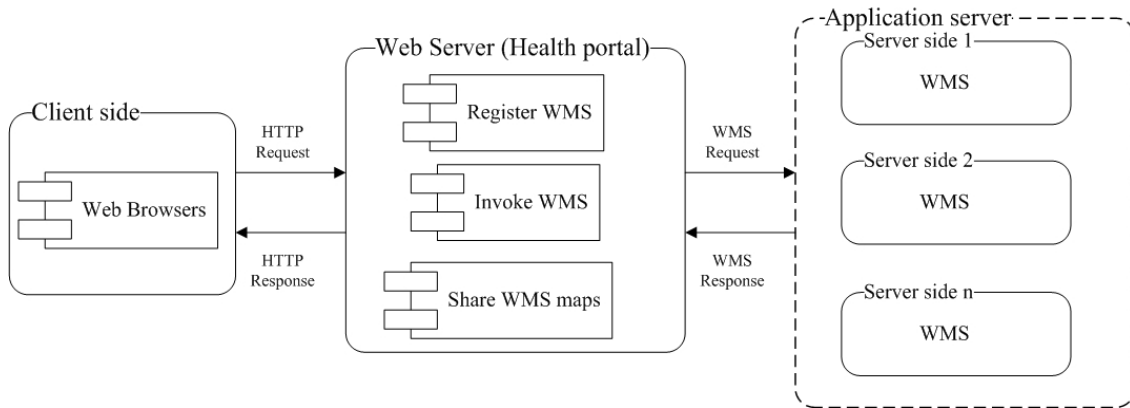 Client side
Web Browsers
HTTP
Request
HTTP
Response
Web Server (Health portal)
Register WMS
Invoke WMS
Share WMS maps
WMS
Request
WMS
Response
Application server
Server side 1
WMS
Server side 2
WMS
Server side n
WMS